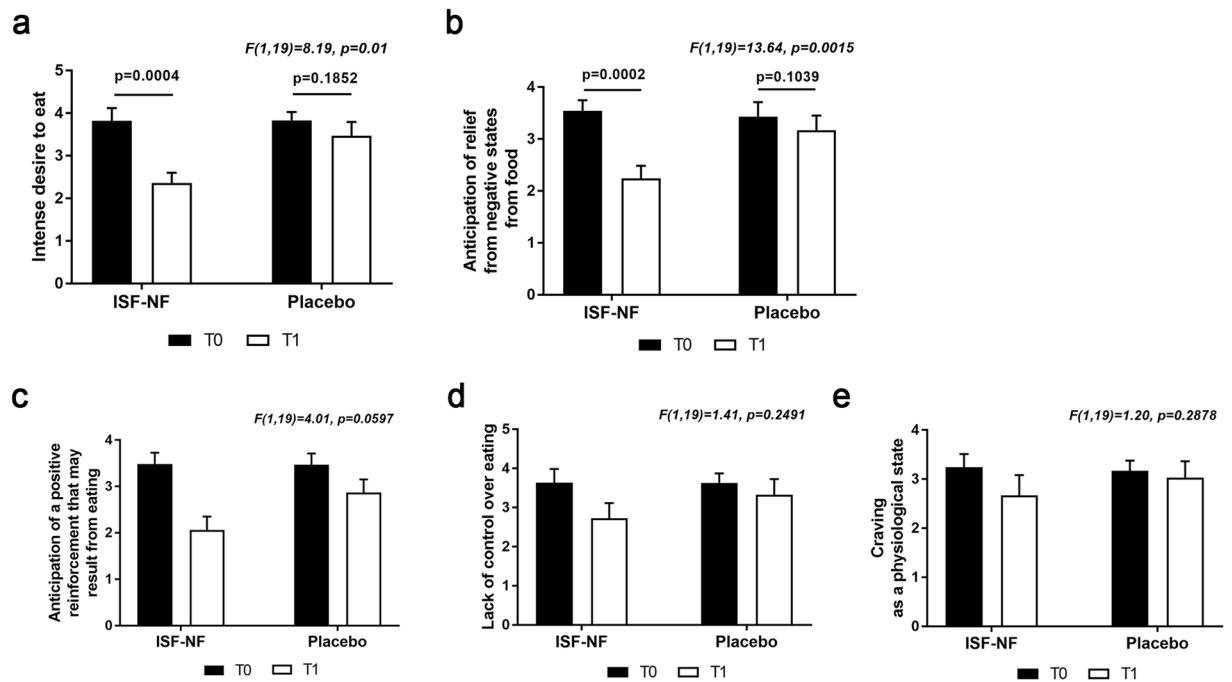 a
F(1,19)=8.19, p=0.01
p=0.0004
p=0.1852
Intense desire to eat
5
4
3
2
1
0
ISF-NF
Placebo
T0
T1
b
F(1,19)=13.64, p=0.0015
p=0.0002
p=0.1039
Anticipation of relief
from negative states
from food
4
3
2
1
0
ISF-NF
Placebo
T0
T1
c
F(1,19)=4.01, p=0.0597
Anticipation of a positive
reinforcement that may
result from eating
4
3
2
1
0
ISF-NF
Placebo
T0
T1
d
F(1,19)=1.41, p=0.2491
Lack of control over eating
5
4
3
2
1
0
ISF-NF
Placebo
T0
T1
e
F(1,19)=1.20, p=0.2878
Craving
as a physiological state
4
3
2
1
0
ISF-NF
Placebo
T0
T1